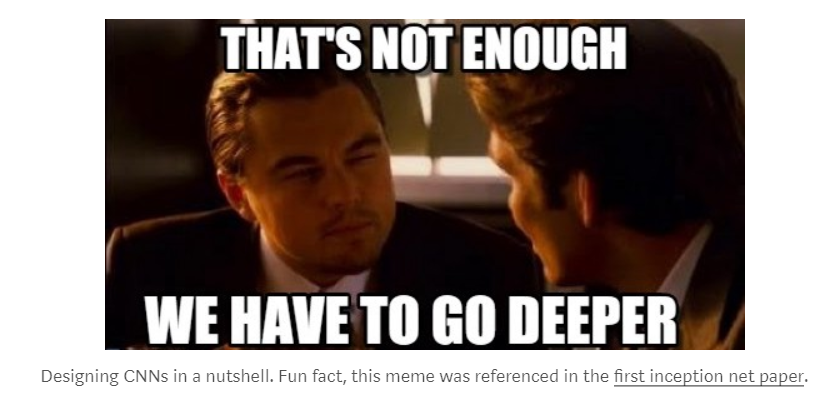 THAT'S NOT ENOUGH
WE HAVE TO GO DEEPER
Designing CNNs in a nutshell. Fun fact, this meme was referenced in the first inception net paper.